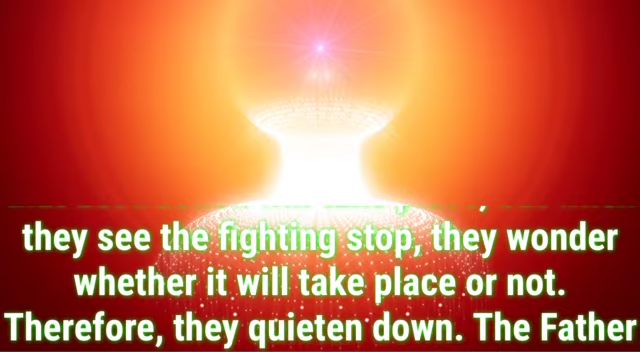 they see the fighting stop, they wonder
whether it will take place or not.
Therefore, they quieten down. The Father